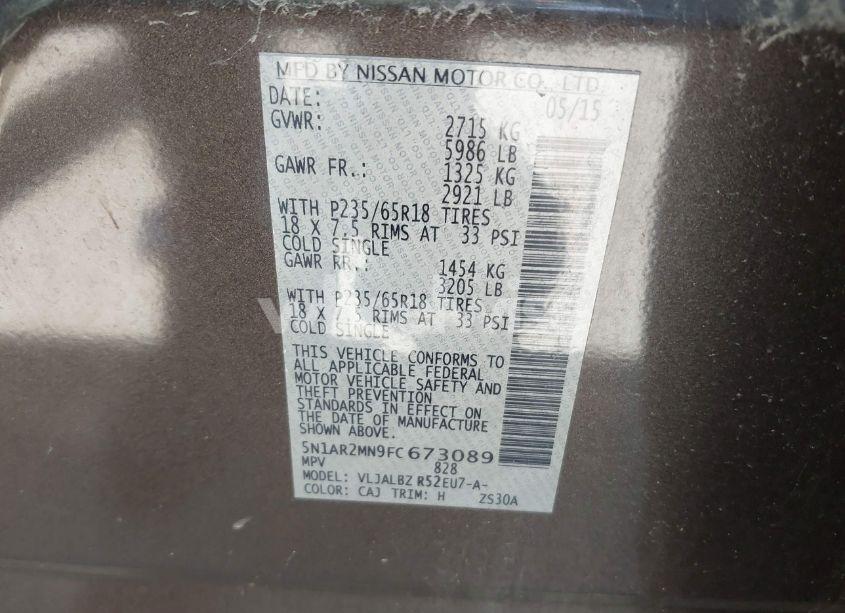 MFD BY NISSAN MOTOR CO., LTD.
DATE: 05/15
GVWR: 2715 KG
5986 LB
GAWR FR.: 1325 KG
2921 LB
WITH P235/65R18 TIRES
18 X 7.5 RIMS AT 33 PSI
COLD SINGLE
GAWR RR.: 1454 KG
3205 LB
WITH P235/65R18 TIRES
18 X 7.5 RIMS AT 33 PSI
COLD SINGLE
THIS VEHICLE CONFORMS TO
ALL APPLICABLE FEDERAL
MOTOR VEHICLE SAFETY AND
THEFT PREVENTION
STANDARDS IN EFFECT ON
THE DATE OF MANUFACTURE
SHOWN ABOVE.
5N1AR2MN9FC673089
MPV 828
MODEL: VLJALBZ R52EU7-A-
COLOR: CAJ TRIM: H ZS30A